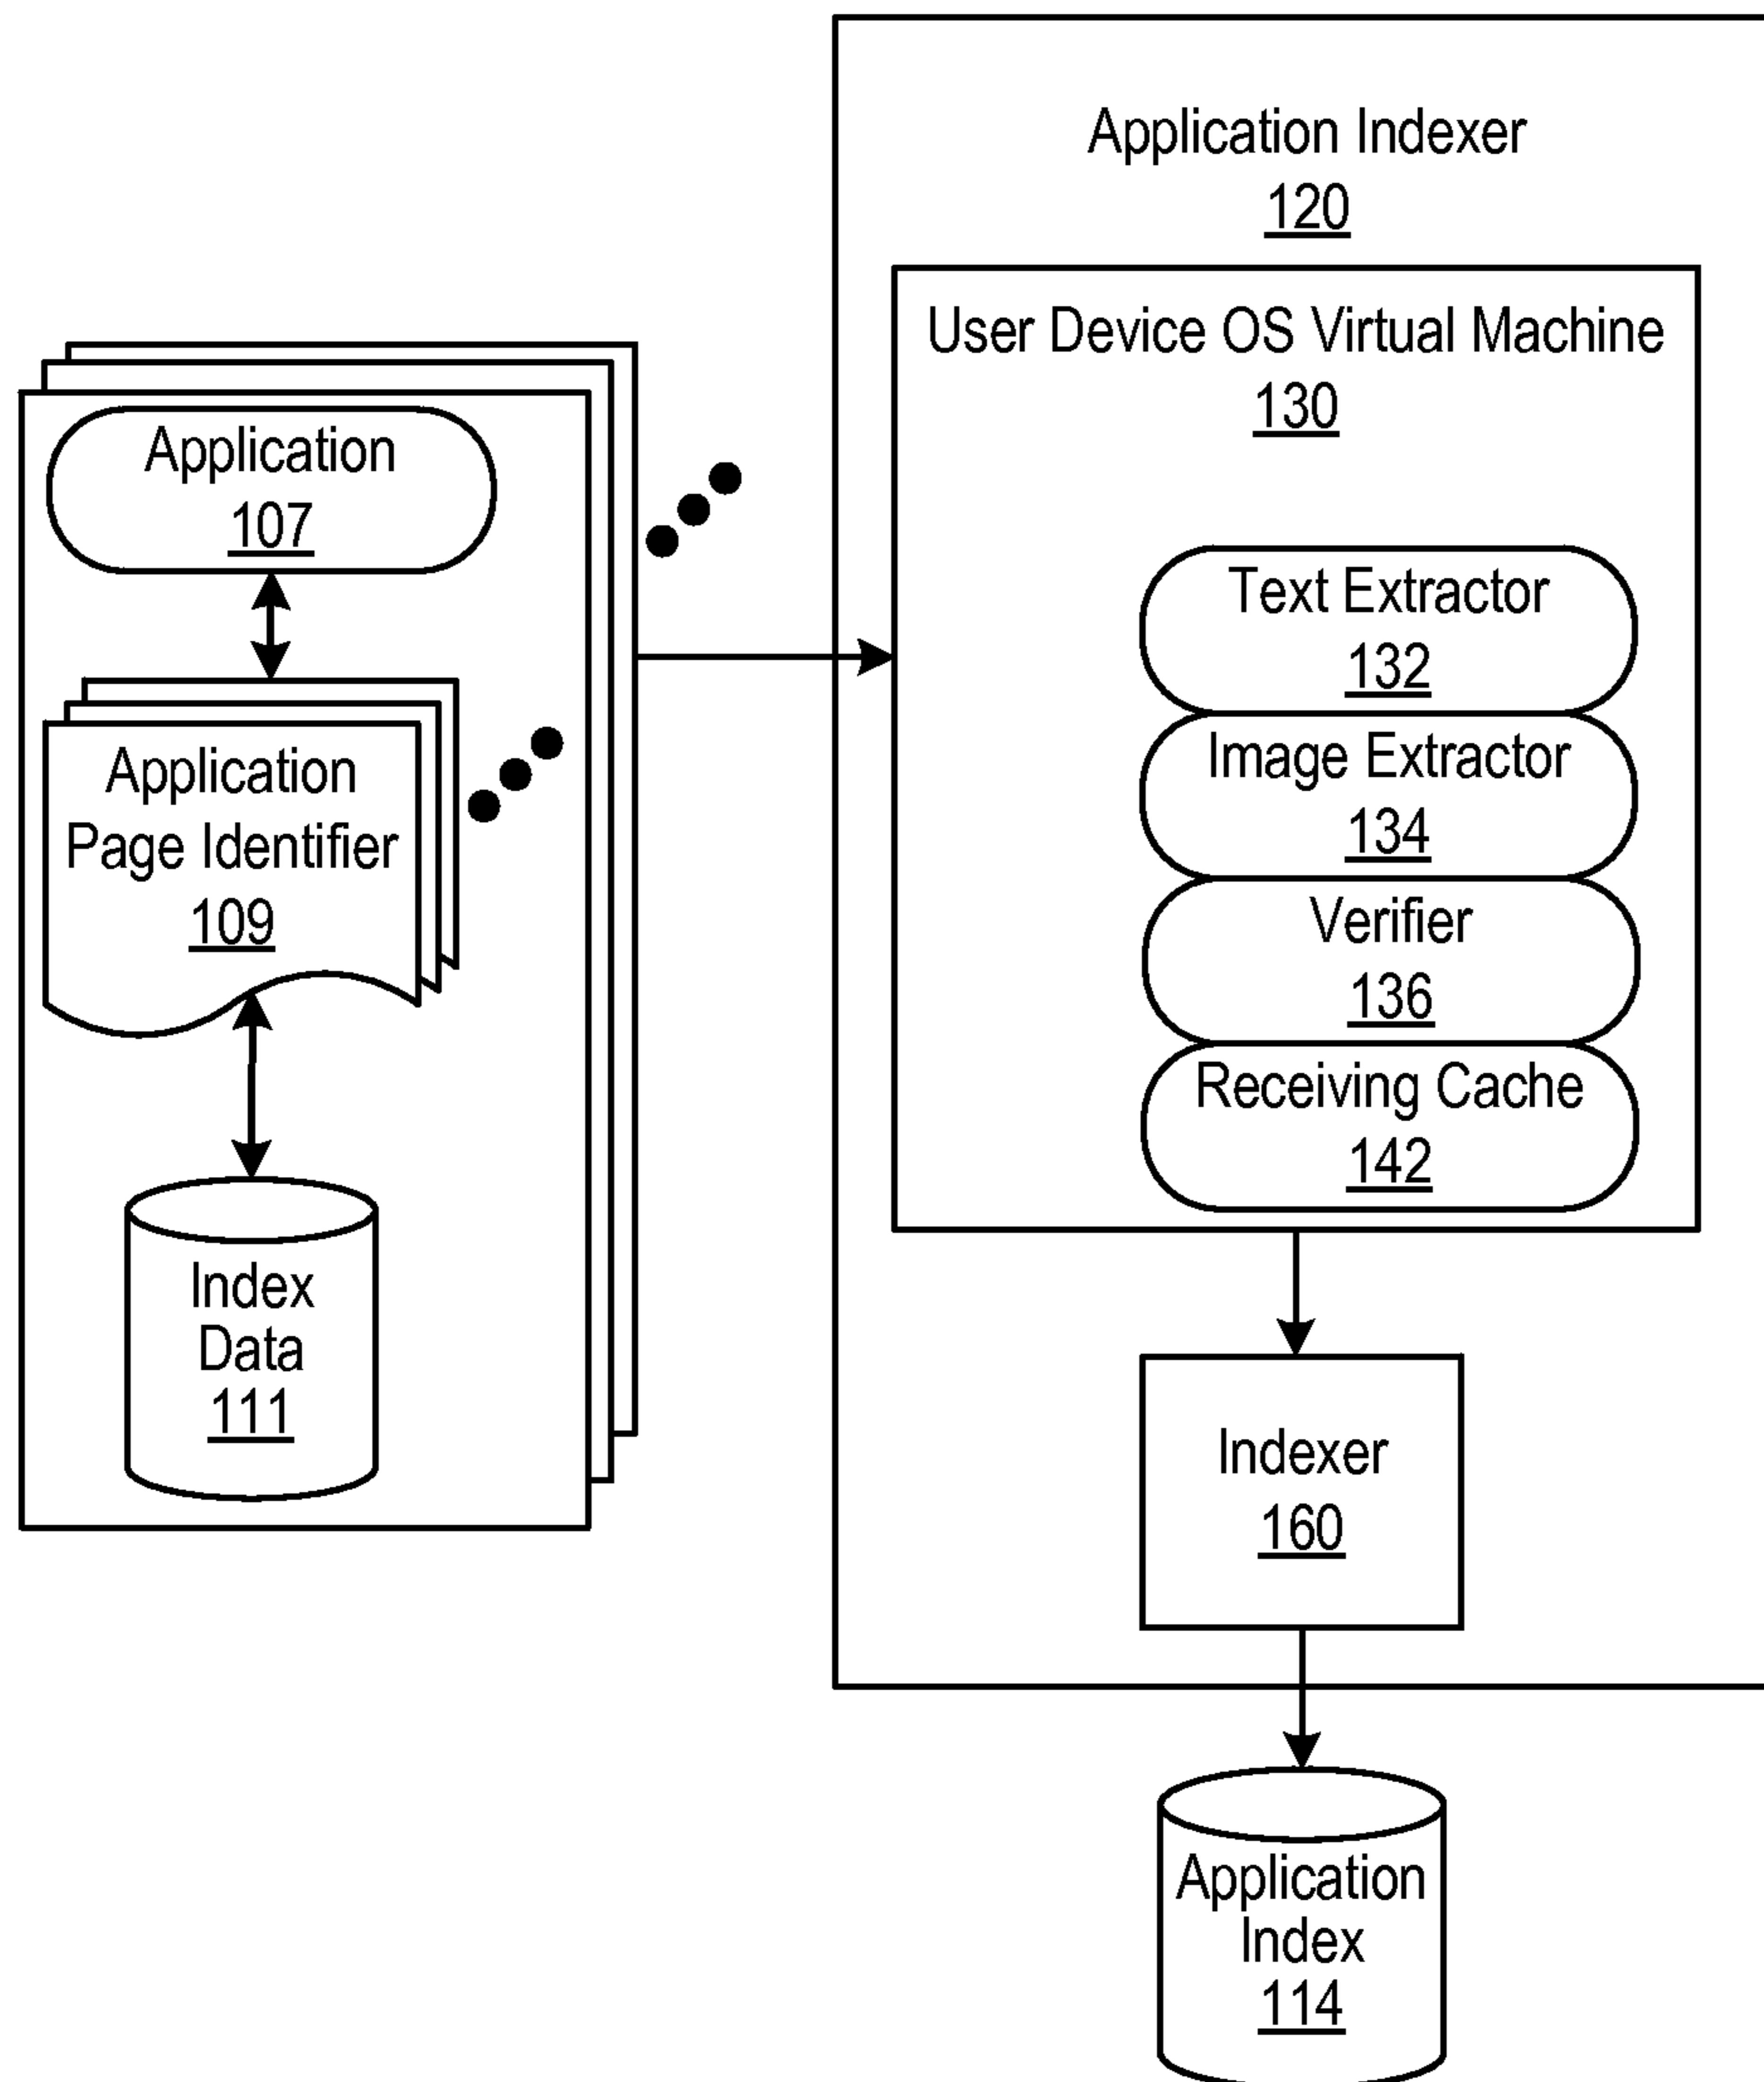 Application Indexer
120
User Device OS Virtual Machine
130
Application
107
Text Extractor
132
Application
Page Identifier
109
Image Extractor
134
Verifier
136
Receiving Cache
142
Index
Data
111
Indexer
160
Application
Index
114